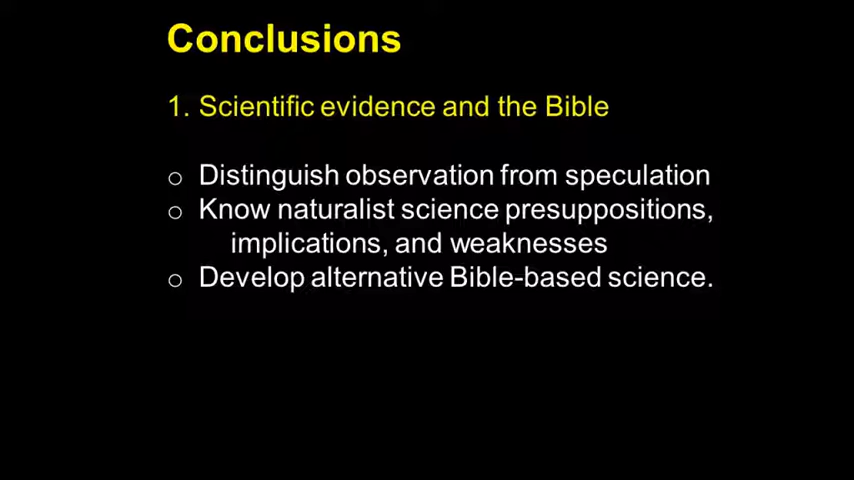 Conclusions
1. Scientific evidence and the Bible
o Distinguish observation from speculation
o Know naturalist science presuppositions,
implications, and weaknesses
o Develop alternative Bible-based science.